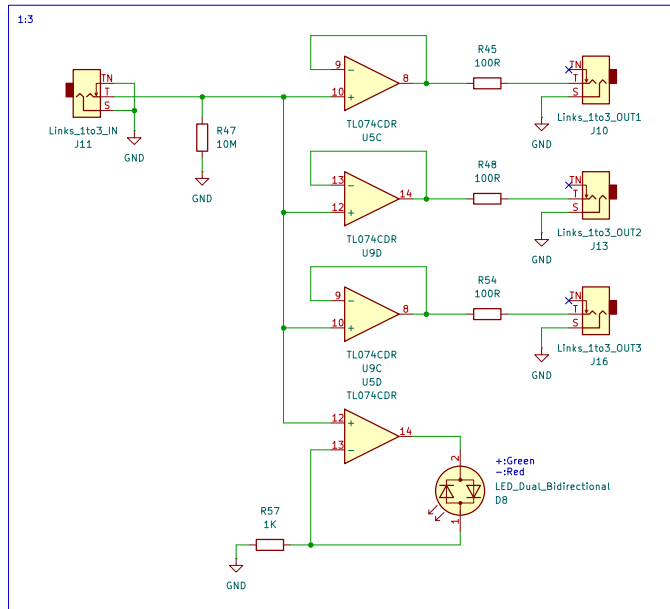 1:3
TN
T
S
Links_1to3_IN
J11
GND
R47
10M
GND
9
−
10
+
8
TL074CDR
U5C
R45
100R
TN
T
S
Links_1to3_OUT1
J10
GND
13
−
12
+
14
TL074CDR
U9D
R48
100R
TN
T
S
Links_1to3_OUT2
J13
GND
9
−
10
+
8
TL074CDR
U9C
R54
100R
TN
T
S
Links_1to3_OUT3
J16
GND
U5D
TL074CDR
12
+
13
−
14
2
+:Green
−:Red
LED_Dual_Bidirectional
D8
1
R57
1K
GND